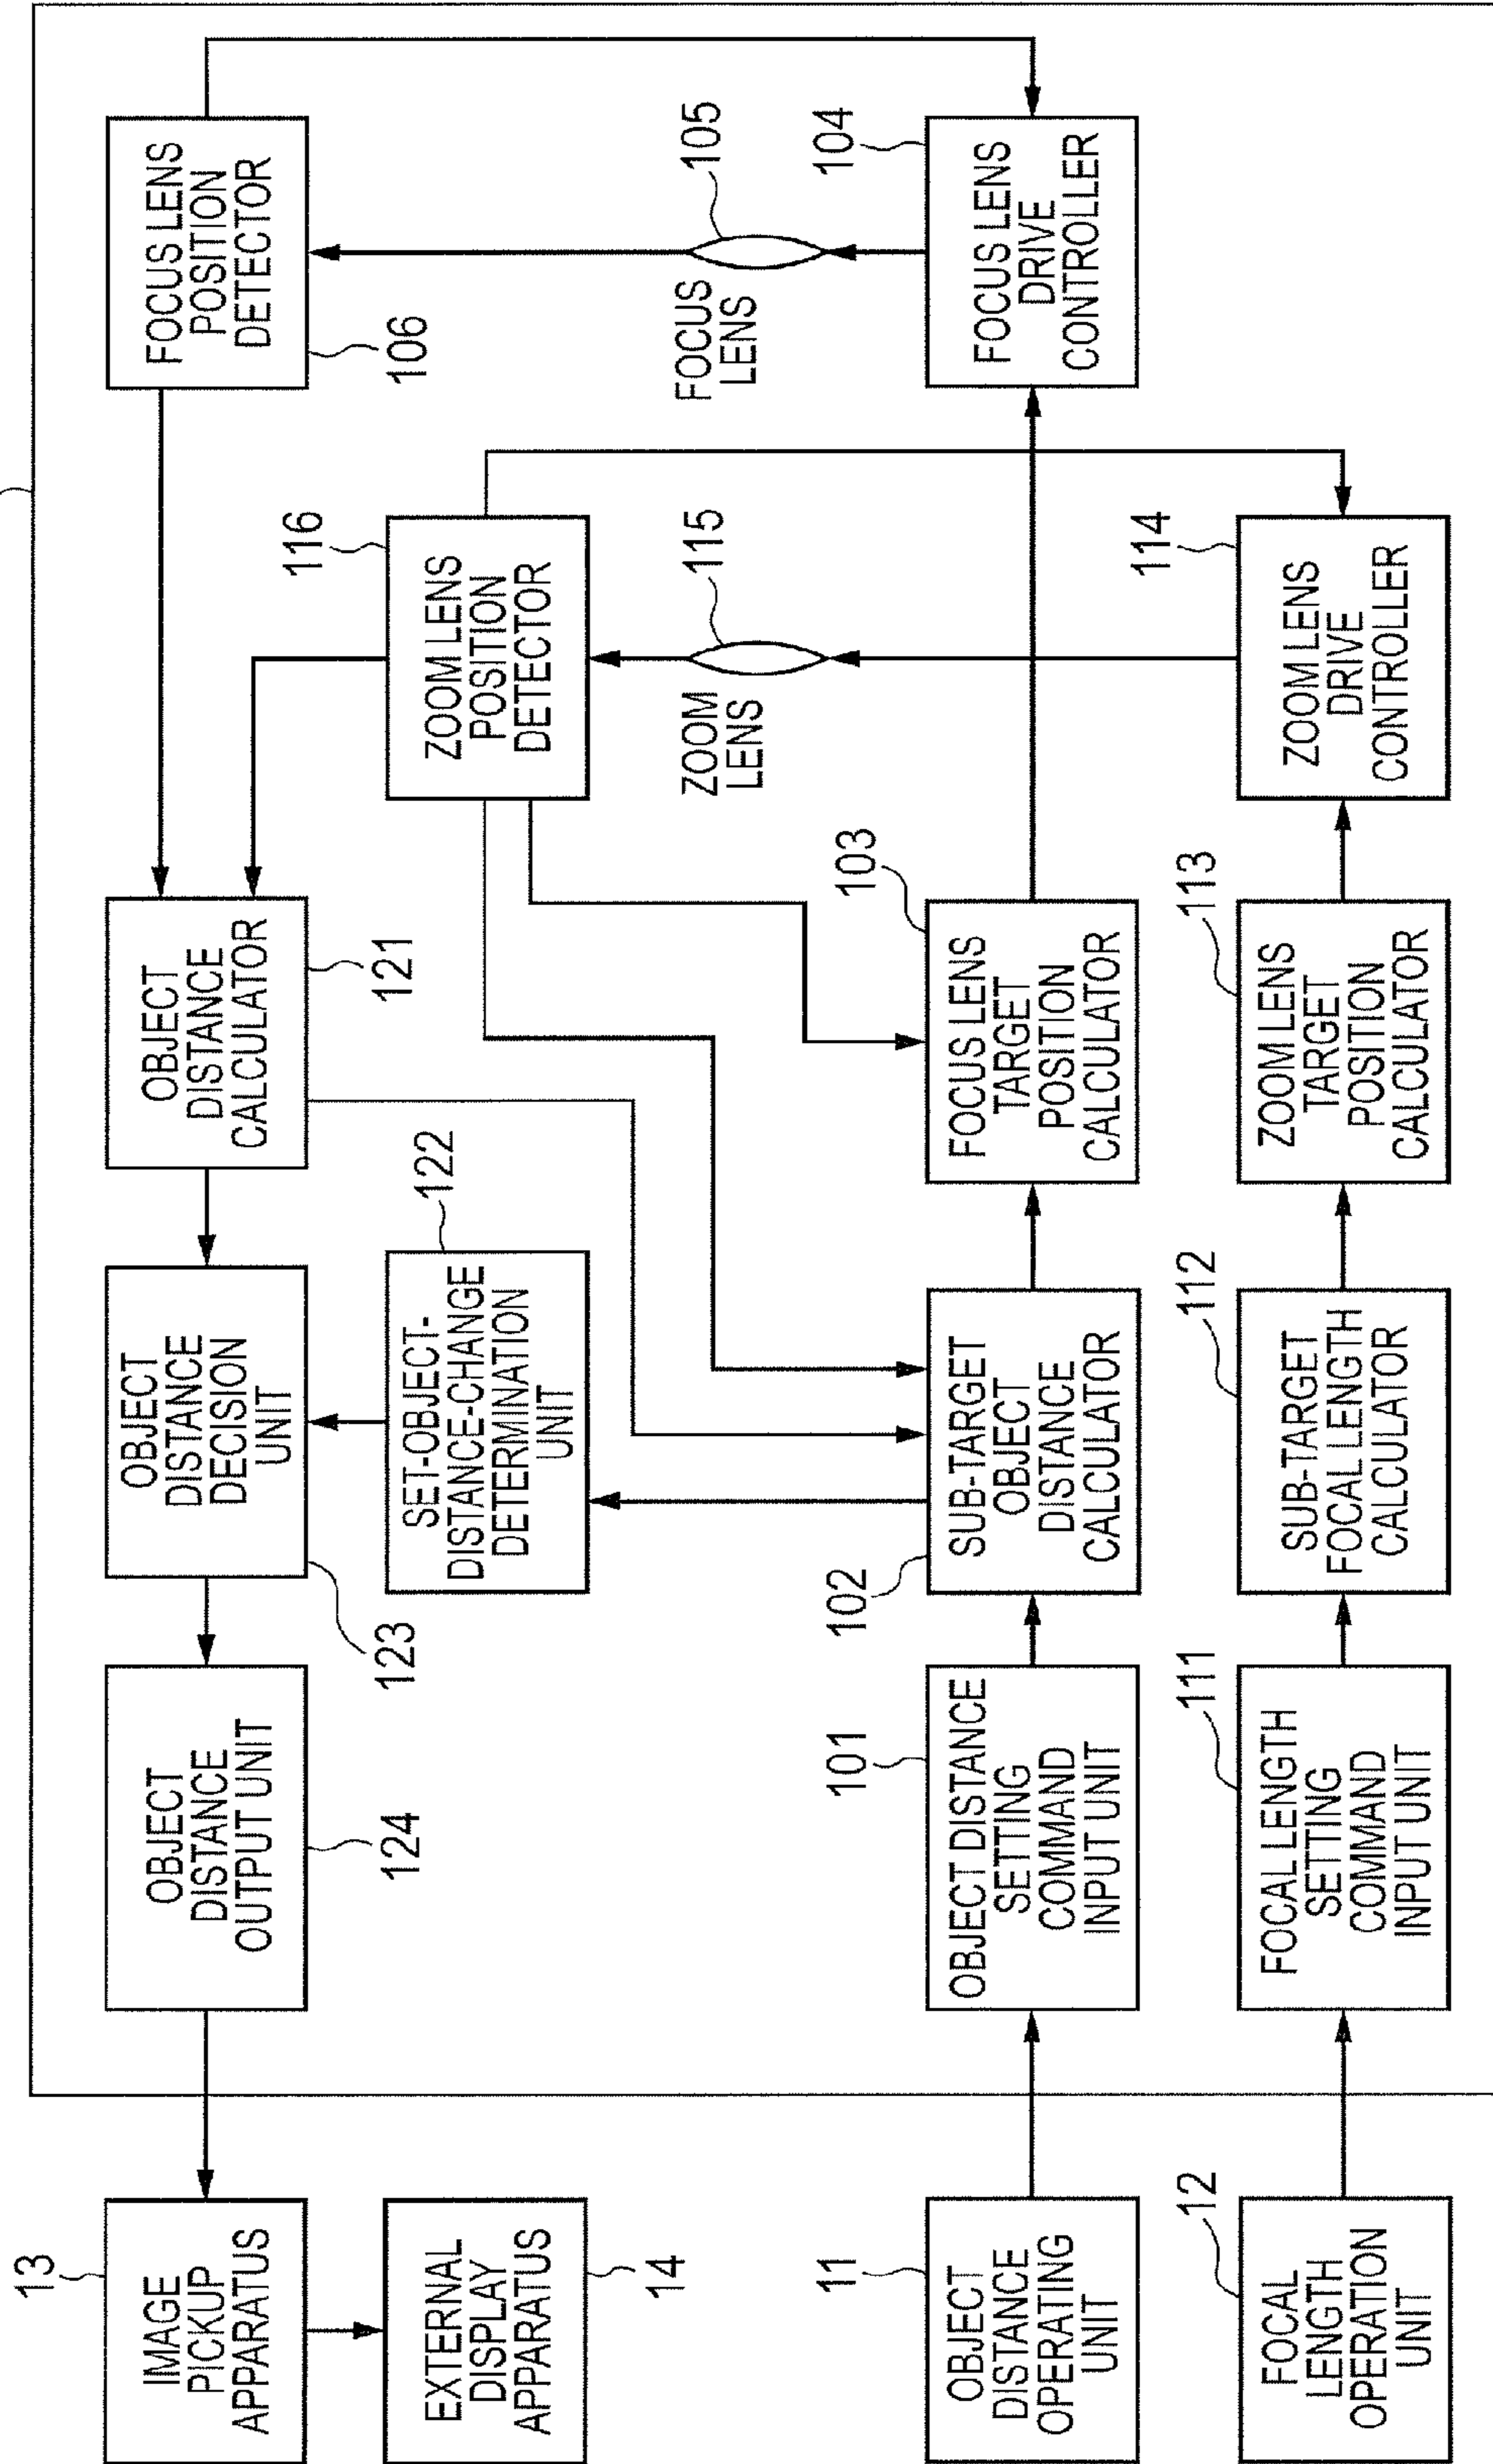 13
IMAGE
PICKUP
APPARATUS
EXTERNAL
DISPLAY
APPARATUS
14
OBJECT
DISTANCE
OUTPUT UNIT
124
OBJECT
DISTANCE
DECISION
UNIT
123
OBJECT
DISTANCE
CALCULATOR
121
SET-OBJECT-
DISTANCE-CHANGE
DETERMINATION
UNIT
122
FOCUS LENS
POSITION
DETECTOR
106
116
ZOOM LENS
POSITION
DETECTOR
FOCUS
LENS
105
ZOOM
LENS
115
11
OBJECT
DISTANCE
OPERATING
UNIT
101
OBJECT DISTANCE
SETTING
COMMAND
INPUT UNIT
102
SUB-TARGET
OBJECT
DISTANCE
CALCULATOR
103
FOCUS LENS
TARGET
POSITION
CALCULATOR
104
FOCUS LENS
DRIVE
CONTROLLER
12
FOCAL
LENGTH
OPERATION
UNIT
111
FOCAL LENGTH
SETTING
COMMAND
INPUT UNIT
112
SUB-TARGET
FOCAL LENGTH
CALCULATOR
113
ZOOM LENS
TARGET
POSITION
CALCULATOR
114
ZOOM LENS
DRIVE
CONTROLLER